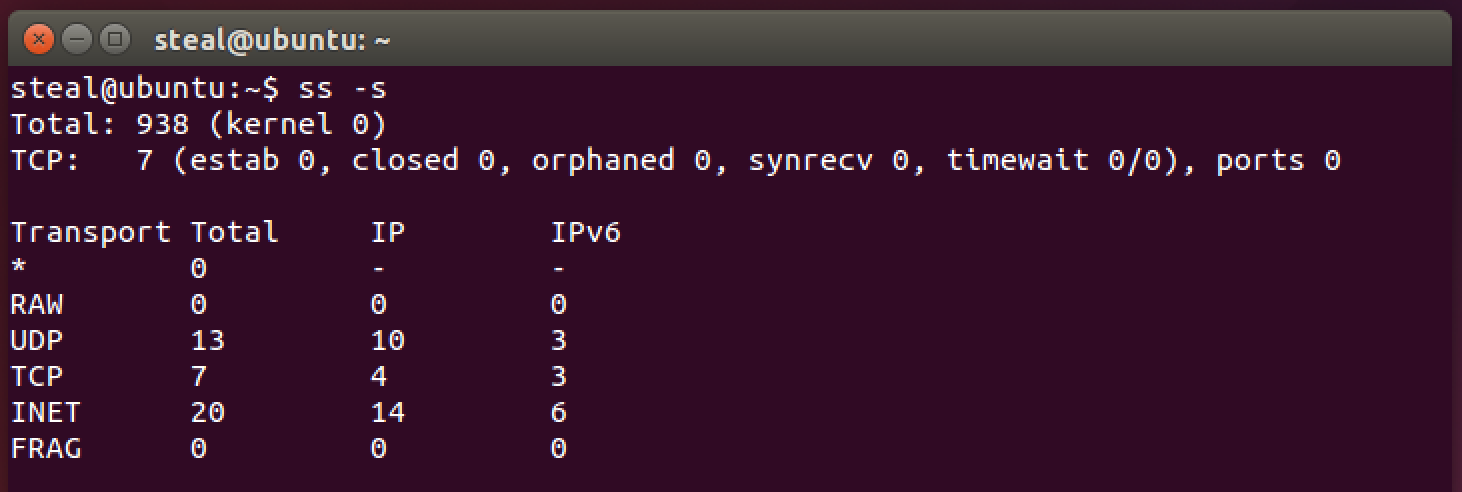 steal@ubuntu: ~
steal@ubuntu:~$ ss -s
Total: 938 (kernel 0)
TCP:   7 (estab 0, closed 0, orphaned 0, synrecv 0, timewait 0/0), ports 0

Transport Total     IP        IPv6
*         0         -         -
RAW       0         0         0
UDP       13        10        3
TCP       7         4         3
INET      20        14        6
FRAG      0         0         0